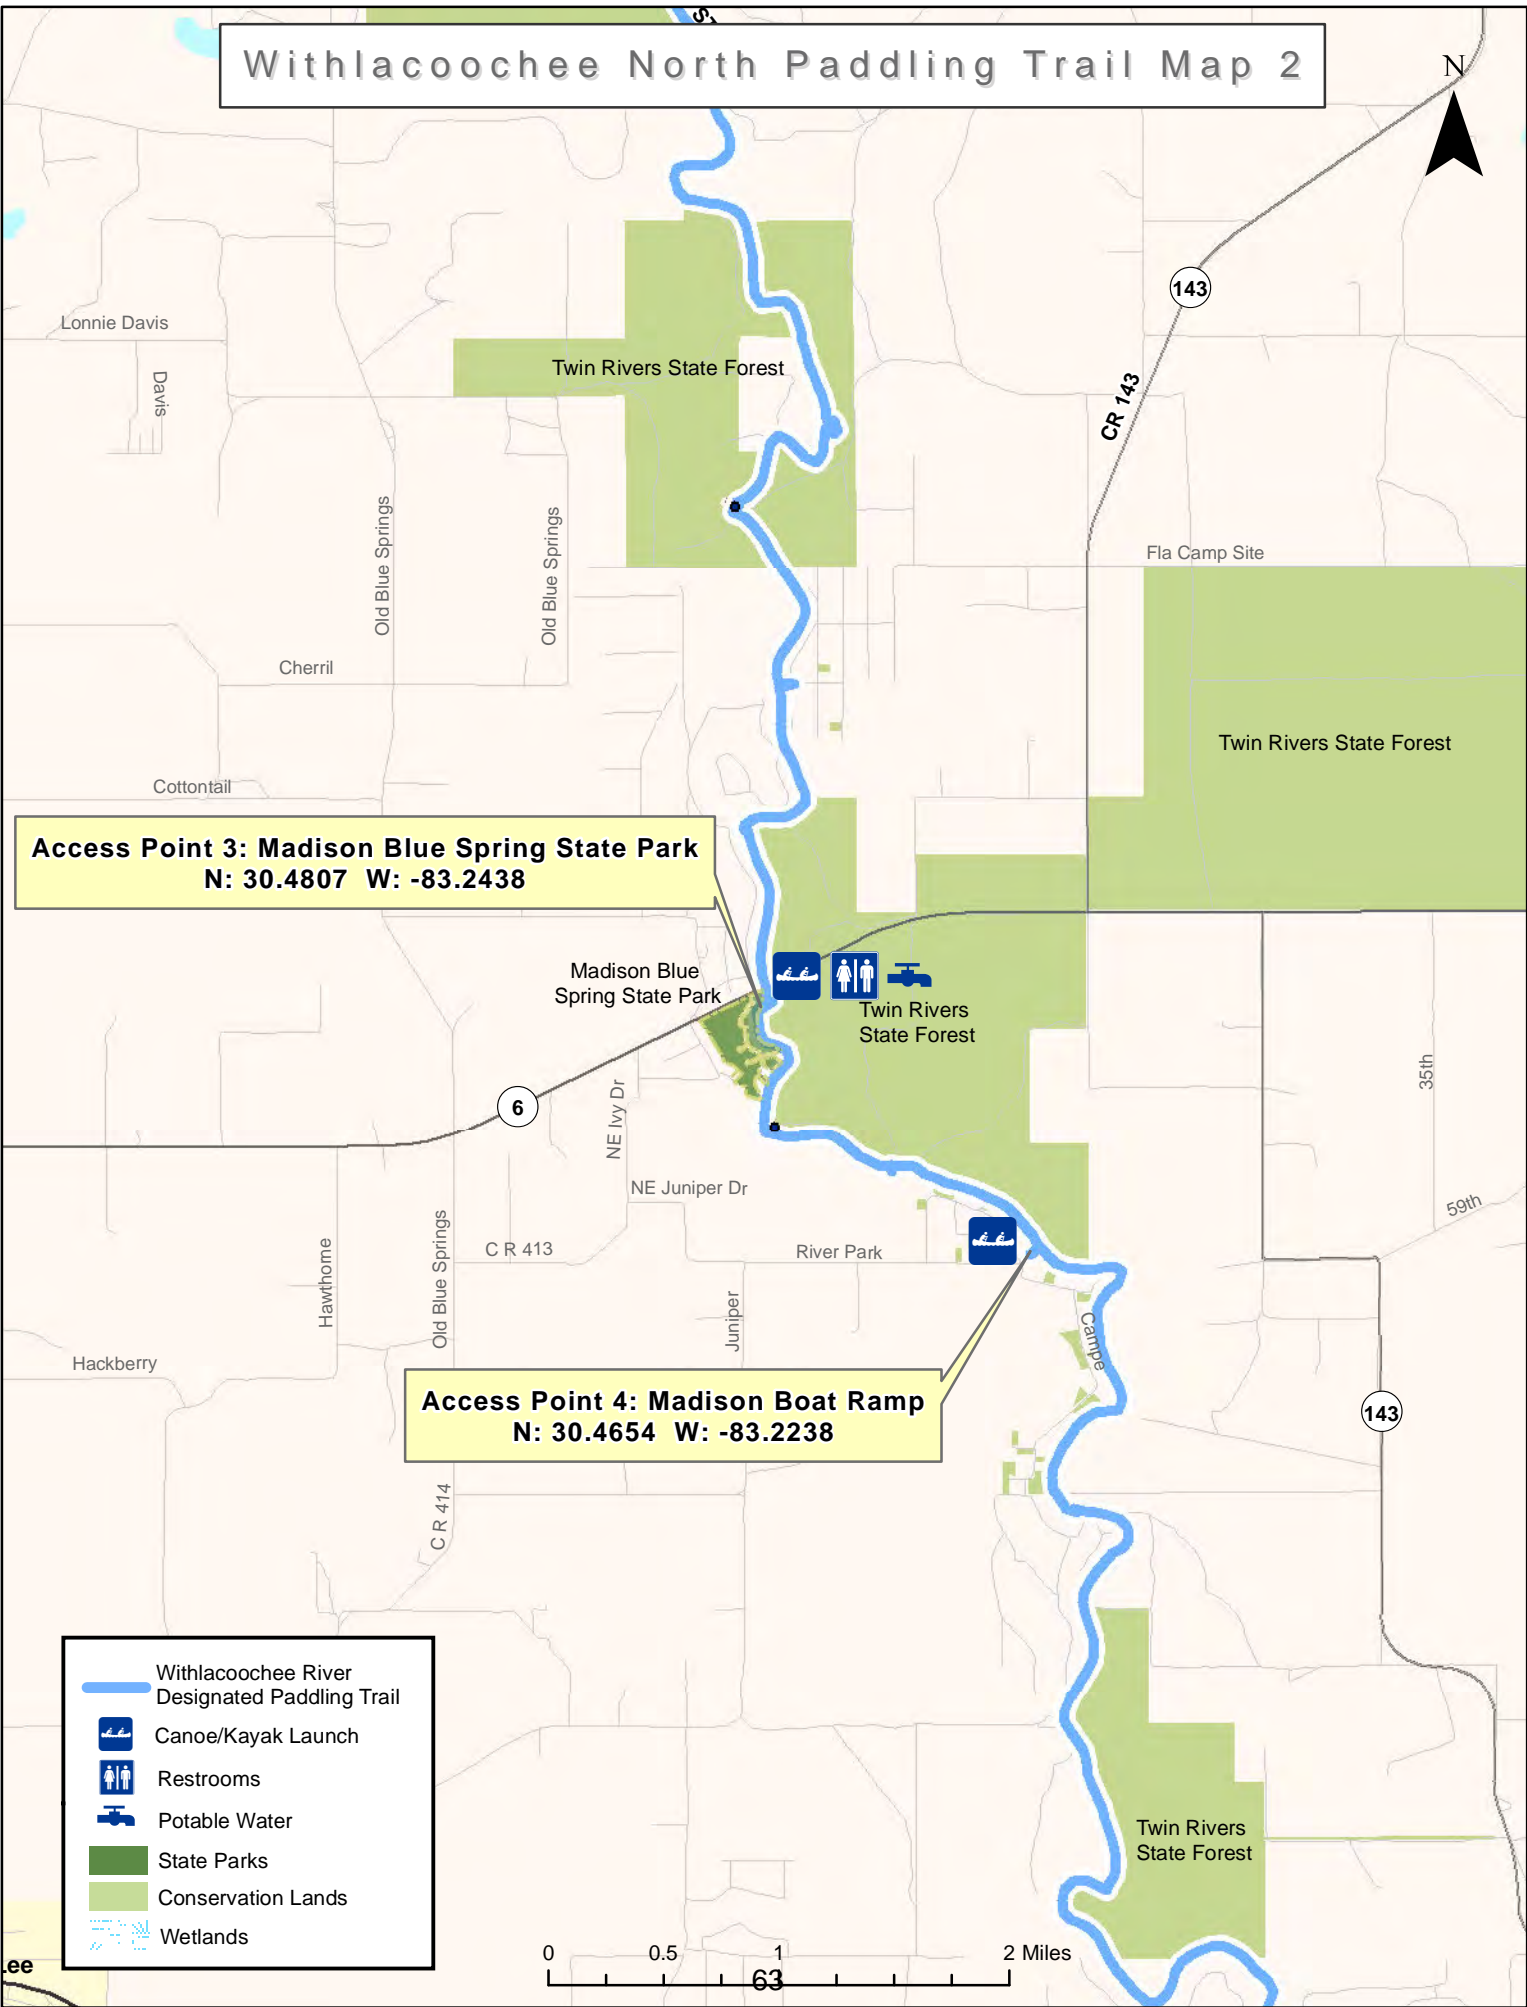 Withlacoochee North Paddling Trail Map 2
N
143
Lonnie Davis
Davis
Twin Rivers State Forest
CR 143
Old Blue Springs
Old Blue Springs
Fla Camp Site
Cherril
Twin Rivers State Forest
Cottontail
Access Point 3: Madison Blue Spring State Park
N: 30.4807 W: -83.2438
Madison Blue
Spring State Park
Twin Rivers
State Forest
6
NE Ivy Dr
35th
NE Juniper Dr
59th
Hawthorne
Old Blue Springs
C R 413
River Park
Juniper
Campe
Hackberry
Access Point 4: Madison Boat Ramp
N: 30.4654 W: -83.2238
143
C R 414
Withlacoochee River
Designated Paddling Trail
Canoe/Kayak Launch
Restrooms
Potable Water
State Parks
Conservation Lands
Wetlands
Twin Rivers
State Forest
0 0.5 1 2 Miles
63